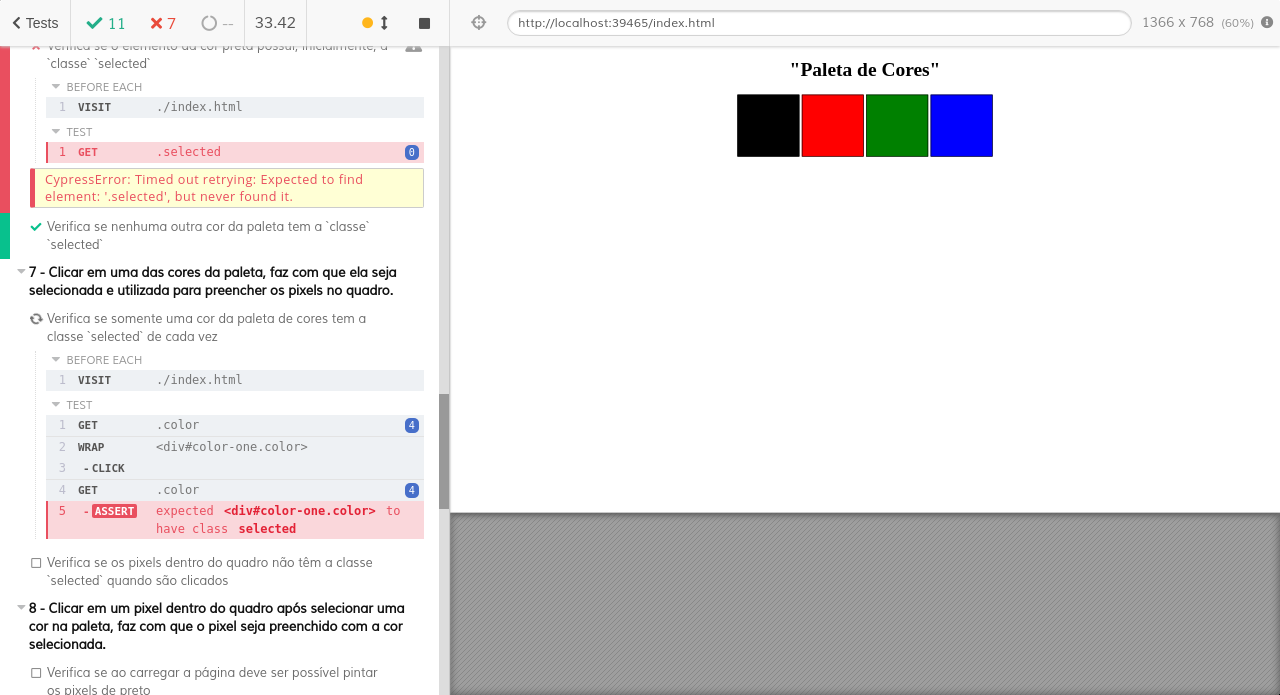 Tests 11 7 -- 33.42 http://localhost:39465/index.html 1366 x 768 (60%)
Verifica se o elemento da cor preta possui, inicialmente, a
`classe` `selected`
BEFORE EACH
1 VISIT ./index.html
TEST
1 GET .selected 0
CypressError: Timed out retrying: Expected to find
element: '.selected', but never found it.
Verifica se nenhuma outra cor da paleta tem a `classe`
`selected`
7 - Clicar em uma das cores da paleta, faz com que ela seja
selecionada e utilizada para preencher os pixels no quadro.
Verifica se somente uma cor da paleta de cores tem a
classe `selected` de cada vez
BEFORE EACH
1 VISIT ./index.html
TEST
1 GET .color 4
2 WRAP <div#color-one.color>
3 -CLICK
4 GET .color 4
5 -ASSERT expected <div#color-one.color> to
have class selected
Verifica se os pixels dentro do quadro não têm a classe
`selected` quando são clicados
8 - Clicar em um pixel dentro do quadro após selecionar uma
cor na paleta, faz com que o pixel seja preenchido com a cor
selecionada.
Verifica se ao carregar a página deve ser possível pintar
os pixels de preto
"Paleta de Cores"